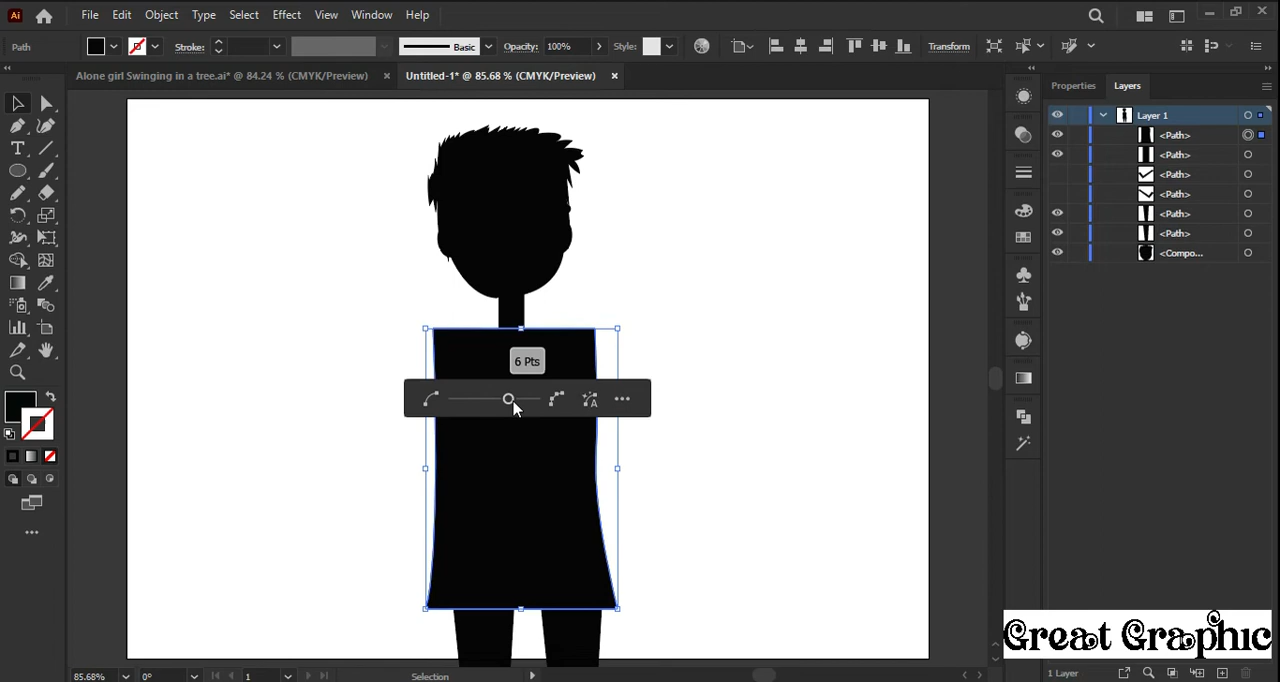 Ai File Edit Object Type Select Effect View Window Help
Path Stroke: Basic Opacity: 100% Style: Transform
Alone girl Swinging in a tree.ai* @ 84.24 % (CMYK/Preview) × Untitled-1* @ 85.68 % (CMYK/Preview) ×
Properties Layers
Layer 1
<Path>
<Path>
<Path>
<Path>
<Path>
<Path>
<Compo...
6 Pts
Great Graphic
85.68% 0° 1 Selection
1 Layer